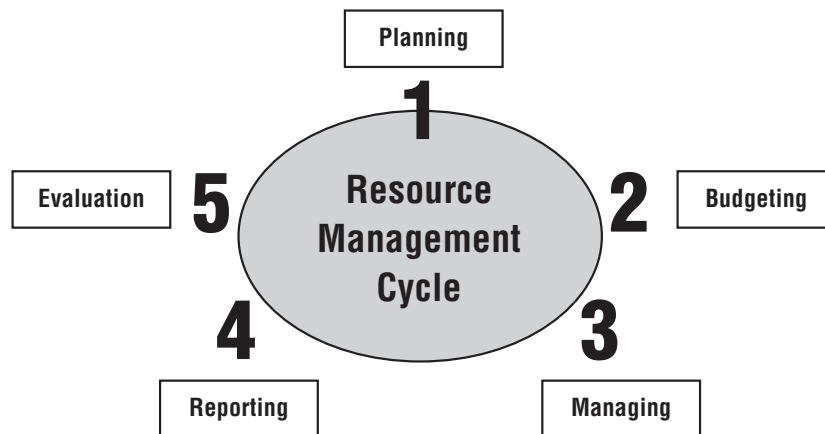 Planning
1
Resource
Management
Cycle
2
Budgeting
3
Managing
4
Reporting
5
Evaluation